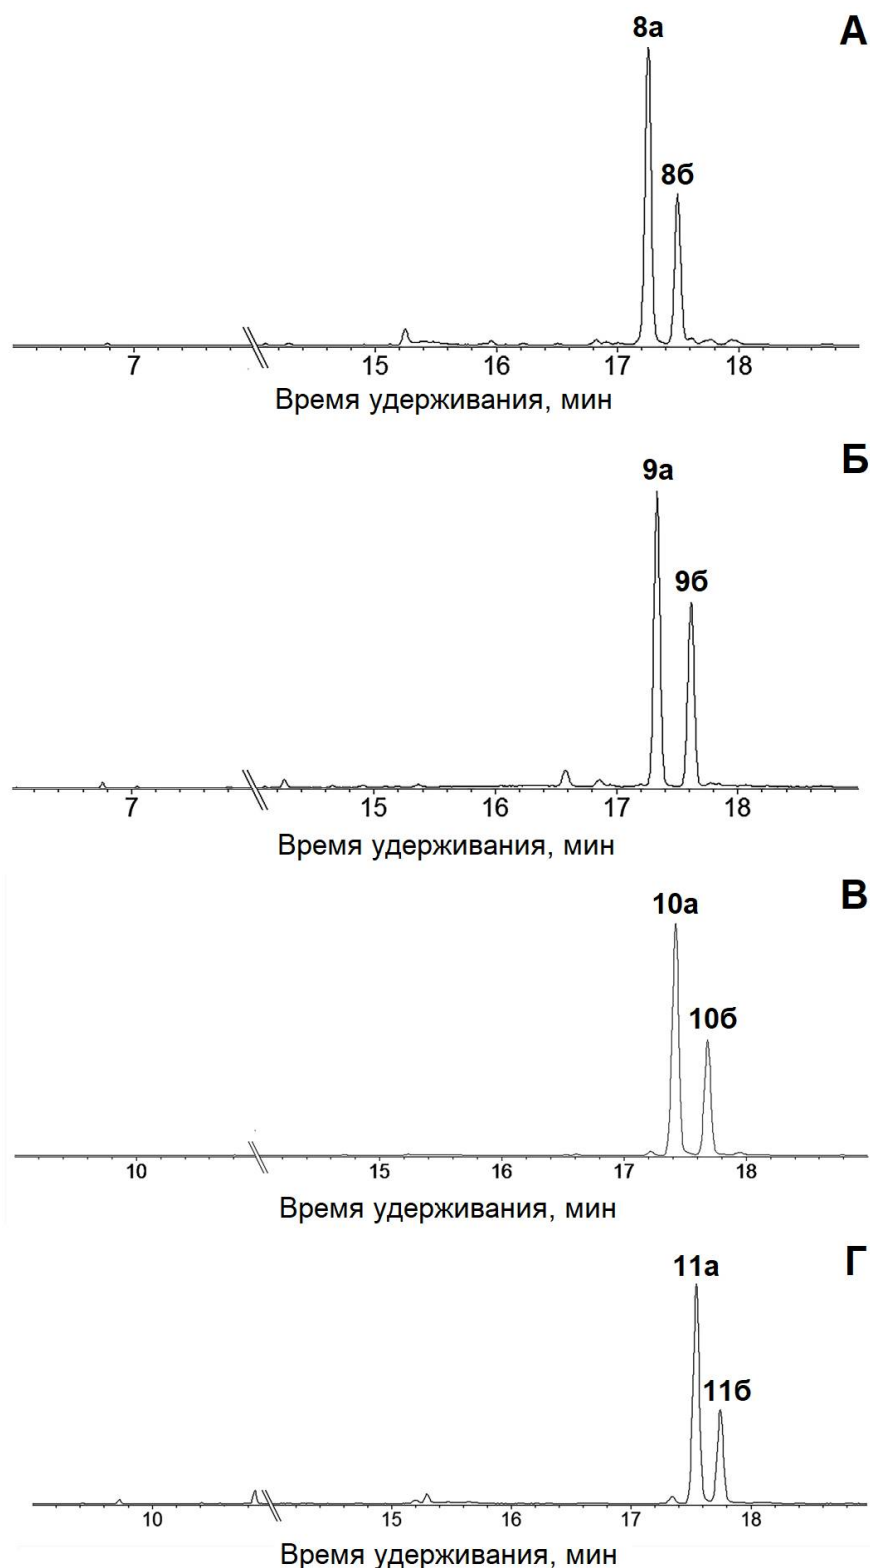 А
8а
8б
7 15 16 17 18
Время удерживания, мин
Б
9а
9б
7 15 16 17 18
Время удерживания, мин
В
10а
10б
10 15 16 17 18
Время удерживания, мин
Г
11а
11б
10 15 16 17 18
Время удерживания, мин